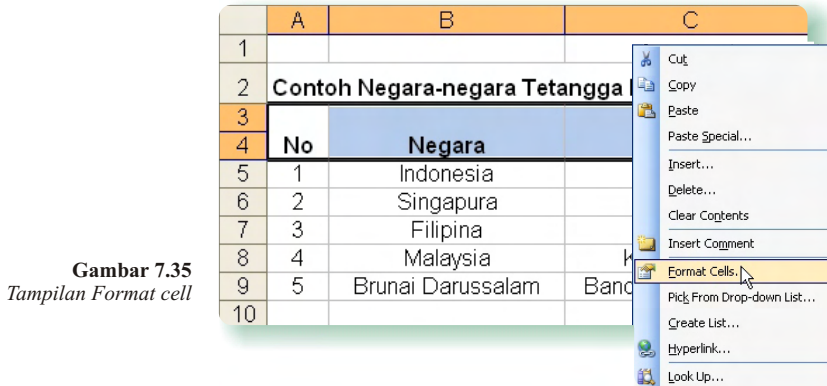 A B C
1
2 Contoh Negara-negara Tetangga
3
4 No Negara
5 1 Indonesia
6 2 Singapura
7 3 Filipina
8 4 Malaysia K
9 5 Brunai Darussalam Band
10
Cut
Copy
Paste
Paste Special...
Insert...
Delete...
Clear Contents
Insert Comment
Format Cells.
Pick From Drop-down List...
Create List...
Hyperlink...
Look Up...
Gambar 7.35
Tampilan Format cell